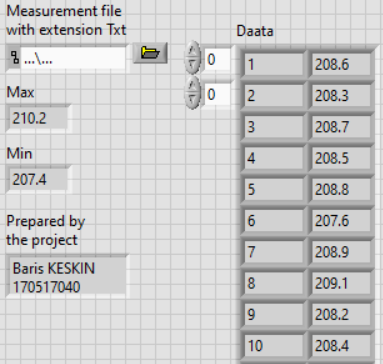 Measurement file
with extension Txt
...\...
Max
210.2
Min
207.4
Prepared by
the project
Baris KESKIN
170517040
0
0
Daata
1 208.6
2 208.3
3 208.7
4 208.5
5 208.8
6 207.6
7 208.9
8 209.1
9 208.2
10 208.4